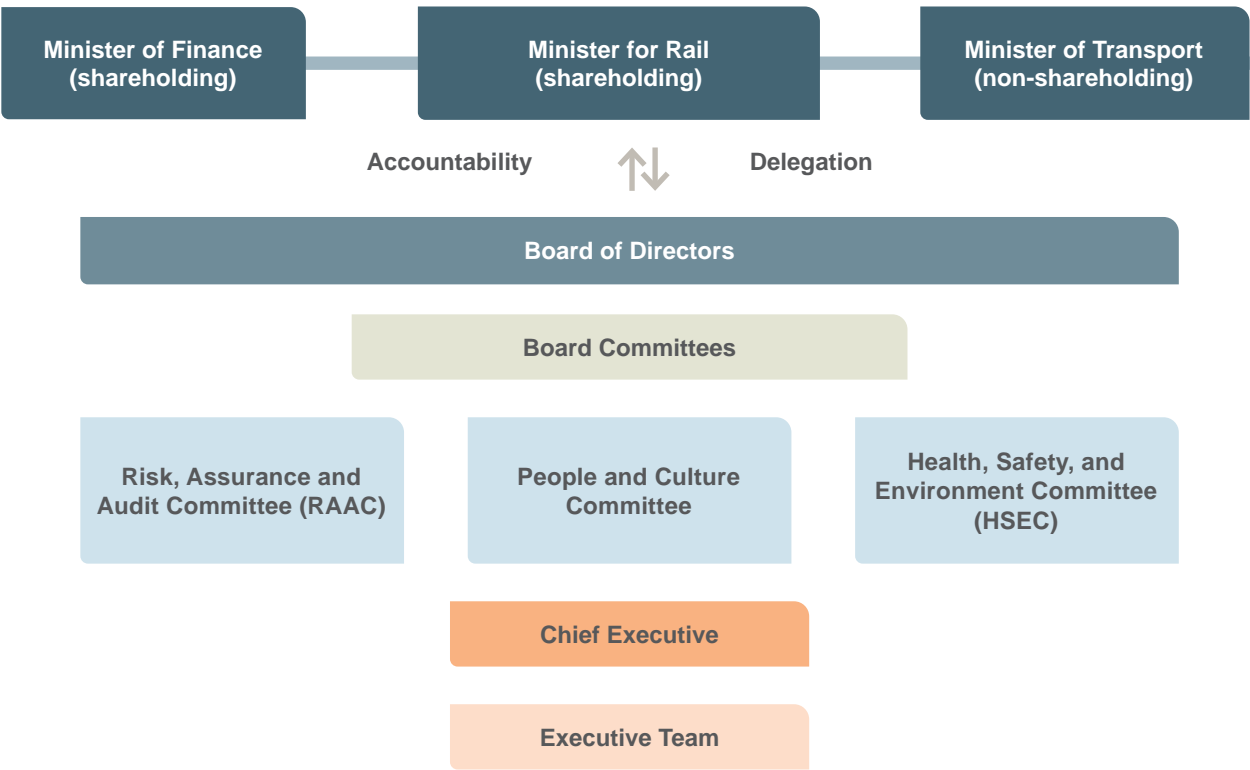 Minister of Finance
(shareholding)
Minister for Rail
(shareholding)
Minister of Transport
(non-shareholding)
Accountability
Delegation
Board of Directors
Board Committees
Risk, Assurance and
Audit Committee (RAAC)
People and Culture
Committee
Health, Safety, and
Environment Committee
(HSEC)
Chief Executive
Executive Team